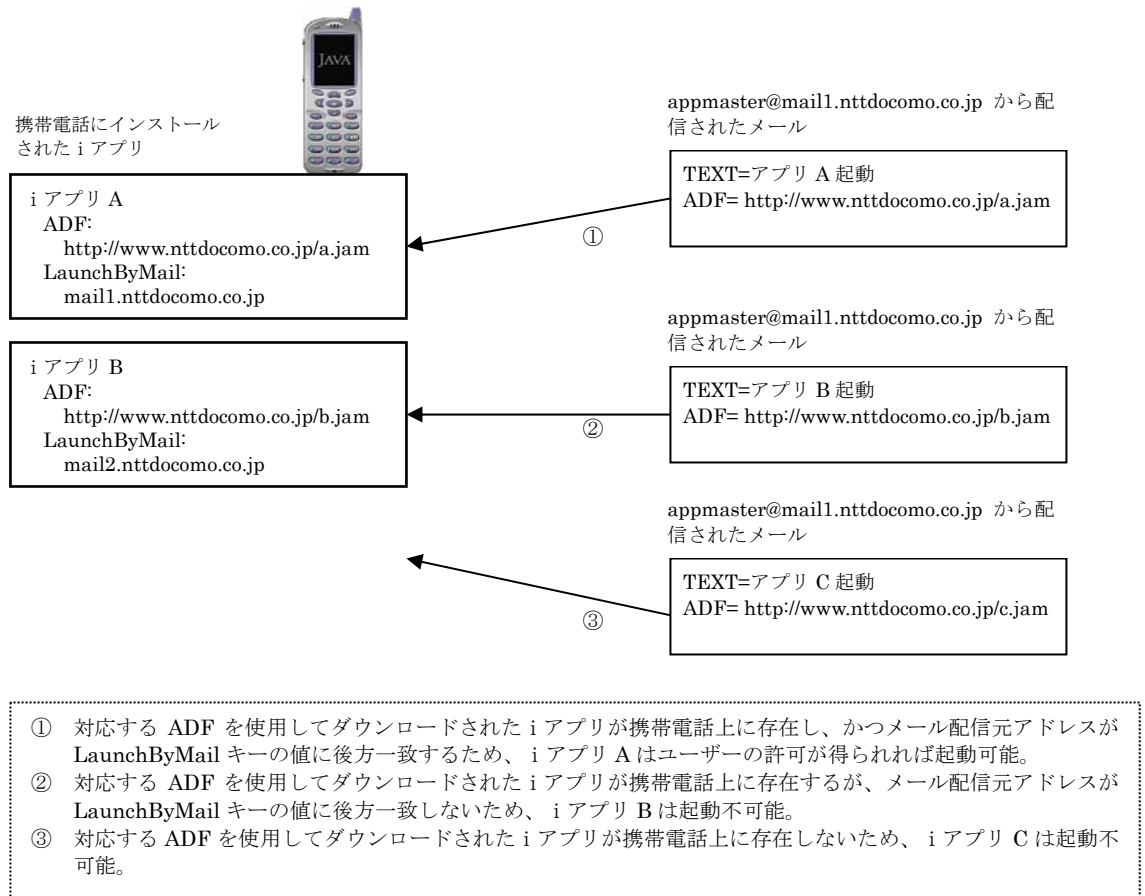 JAVA
携帯電話にインストール
された i アプリ
i アプリ A
ADF:
http://www.nttdocomo.co.jp/a.jam
LaunchByMail:
mail1.nttdocomo.co.jp
i アプリ B
ADF:
http://www.nttdocomo.co.jp/b.jam
LaunchByMail:
mail2.nttdocomo.co.jp
appmaster@mail1.nttdocomo.co.jp から配
信されたメール
TEXT=アプリ A 起動
ADF= http://www.nttdocomo.co.jp/a.jam
①
appmaster@mail1.nttdocomo.co.jp から配
信されたメール
TEXT=アプリ B 起動
ADF= http://www.nttdocomo.co.jp/b.jam
②
appmaster@mail1.nttdocomo.co.jp から配
信されたメール
TEXT=アプリ C 起動
ADF= http://www.nttdocomo.co.jp/c.jam
③
① 対応する ADF を使用してダウンロードされた i アプリが携帯電話上に存在し、かつメール配信元アドレスが
LaunchByMail キーの値に後方一致するため、 i アプリ A はユーザーの許可が得られれば起動可能。
② 対応する ADF を使用してダウンロードされた i アプリが携帯電話上に存在するが、メール配信元アドレスが
LaunchByMail キーの値に後方一致しないため、 i アプリ B は起動不可能。
③ 対応する ADF を使用してダウンロードされた i アプリが携帯電話上に存在しないため、 i アプリ C は起動不
可能。